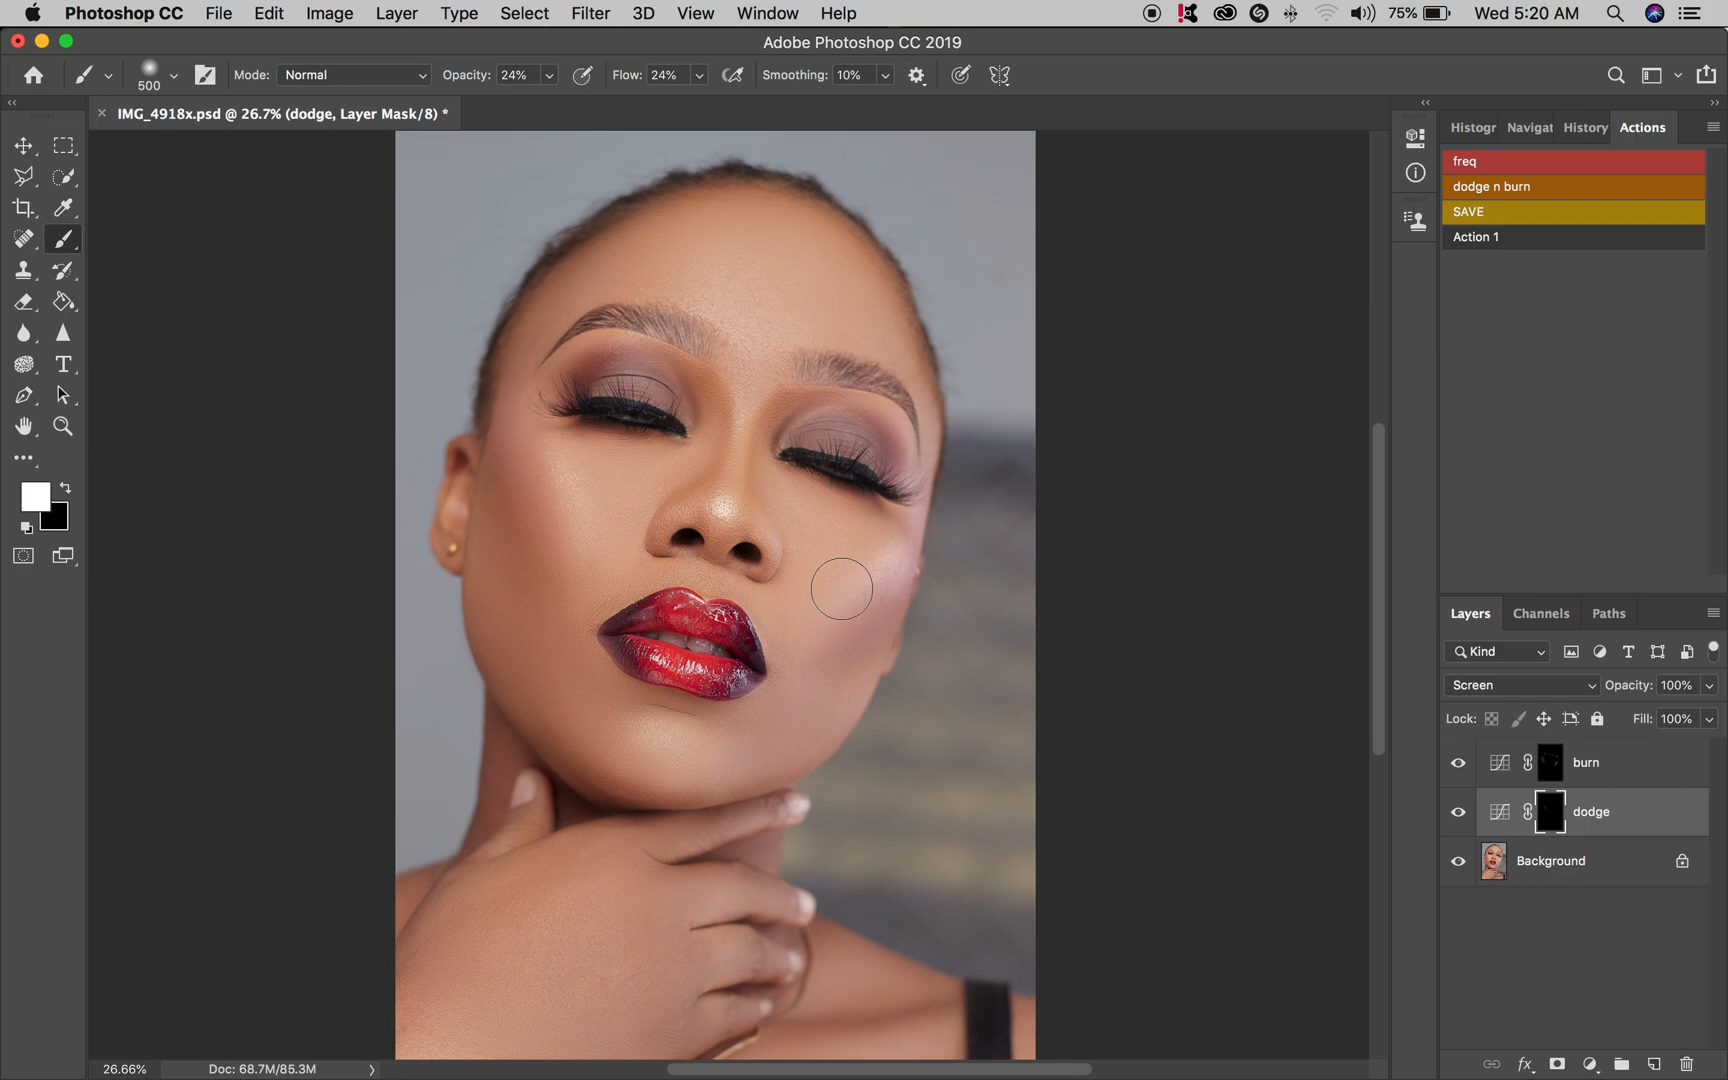 Photoshop CC File Edit Image Layer Type Select Filter 3D View Window Help 75% Wed 5:20 AM
Adobe Photoshop CC 2019
500 Mode: Normal Opacity: 24% Flow: 24% Smoothing: 10%
IMG_4918x.psd @ 26.7% (dodge, Layer Mask/8) *
Histogr Navigat History Actions
freq
dodge n burn
SAVE
Action 1
Layers Channels Paths
Kind
Screen Opacity: 100%
Lock: Fill: 100%
burn
dodge
Background
26.66% Doc: 68.7M/85.3M